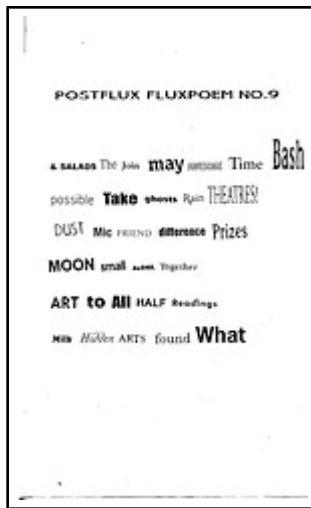 POSTFLUX FLUXPOEM NO.9
& SALADS The Join may Time Bash
possible Take ghosts Rain THEATRES!
DUST Mic FRIEND difference Prizes
MOON small Together
ART to All HALF Readings
Milk Hidden ARTS found What